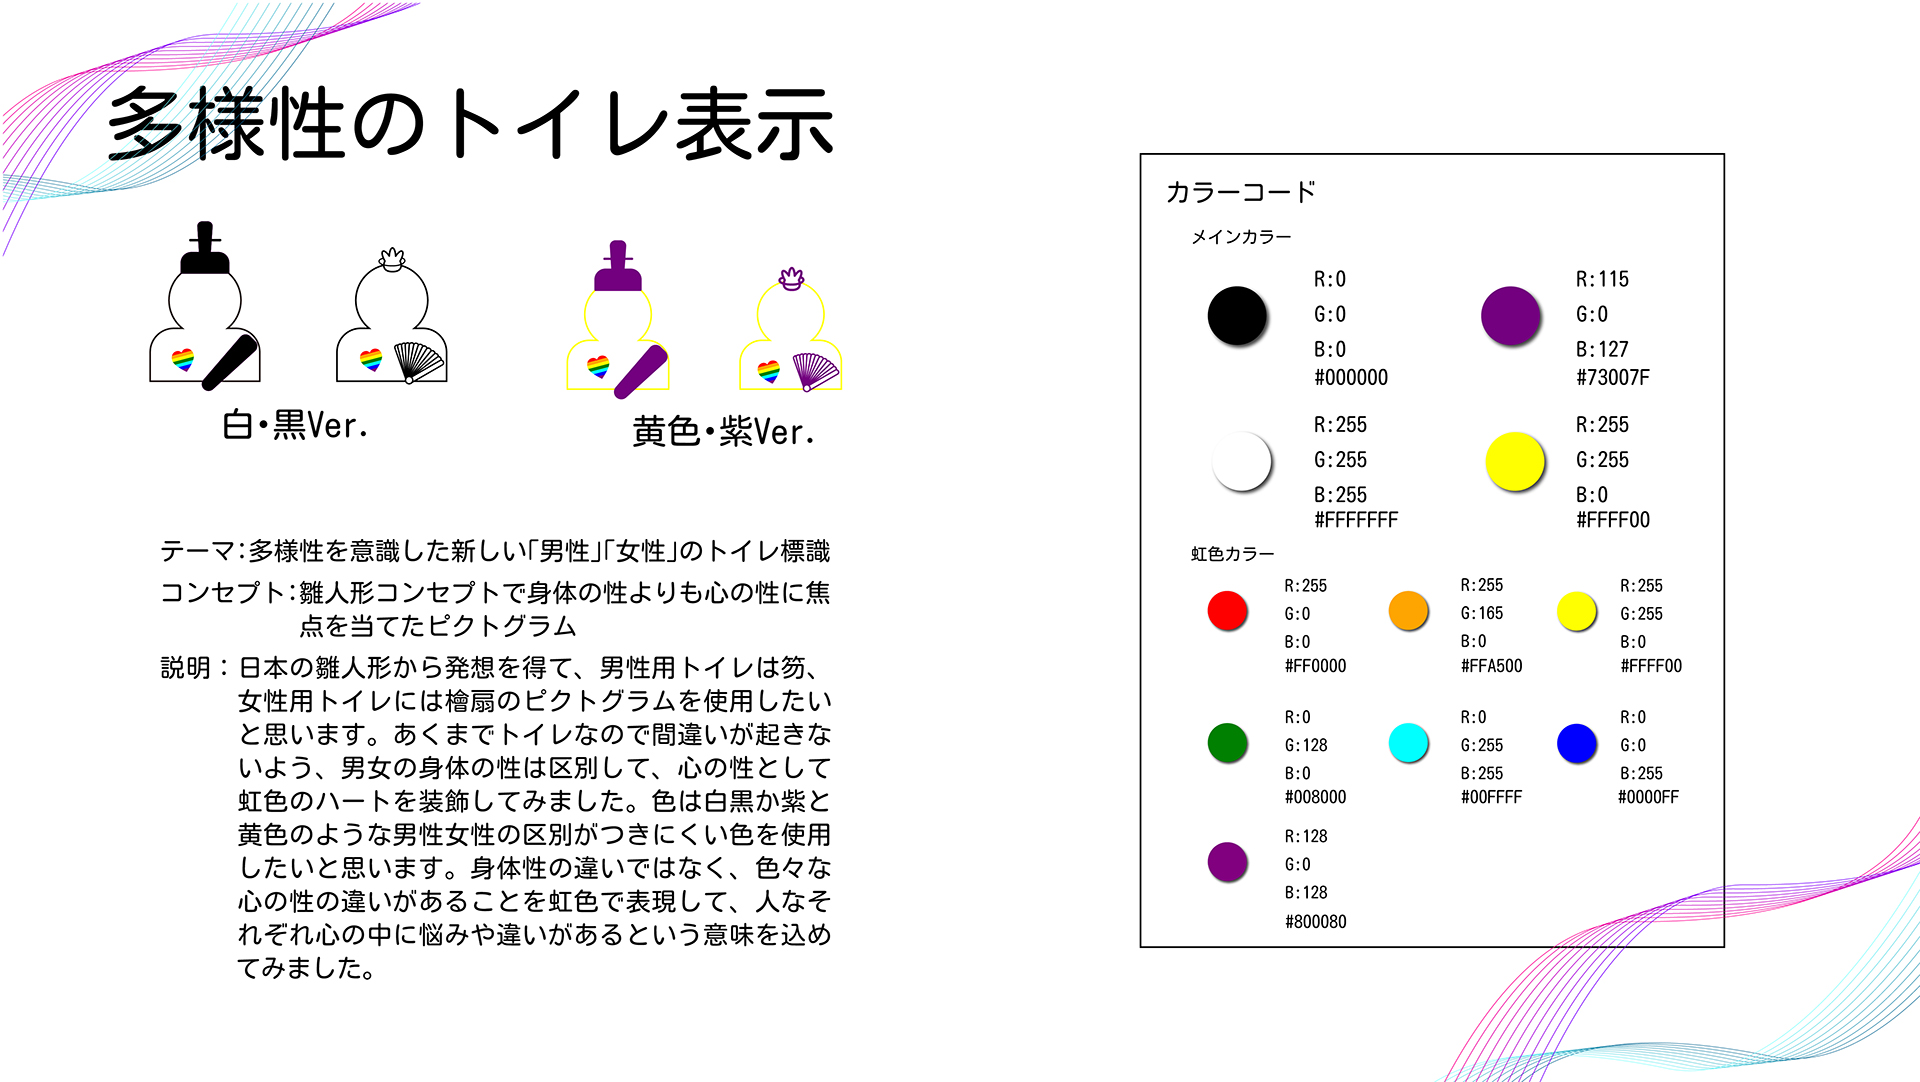 多様性のトイレ表示
白・黒Ver.
黄色・紫Ver.
テーマ:多様性を意識した新しい「男性」「女性」のトイレ標識
コンセプト:雛人形コンセプトで身体の性よりも心の性に焦
点を当てたピクトグラム
説明：日本の雛人形から発想を得て、男性用トイレは笏、
女性用トイレには檜扇のピクトグラムを使用したい
と思います。あくまでトイレなので間違いが起きな
いよう、男女の身体の性は区別して、心の性として
虹色のハートを装飾してみました。色は白黒か紫と
黄色のような男性女性の区別がつきにくい色を使用
したいと思います。身体性の違いではなく、色々な
心の性の違いがあることを虹色で表現して、人なそ
れぞれ心の中に悩みや違いがあるという意味を込め
てみました。
カラーコード
メインカラー
R:0
G:0
B:0
#000000
R:115
G:0
B:127
#73007F
R:255
G:255
B:255
#FFFFFFF
R:255
G:255
B:0
#FFFF00
虹色カラー
R:255
G:0
B:0
#FF0000
R:255
G:165
B:0
#FFA500
R:255
G:255
B:0
#FFFF00
R:0
G:128
B:0
#008000
R:0
G:255
B:255
#00FFFF
R:0
G:0
B:255
#0000FF
R:128
G:0
B:128
#800080